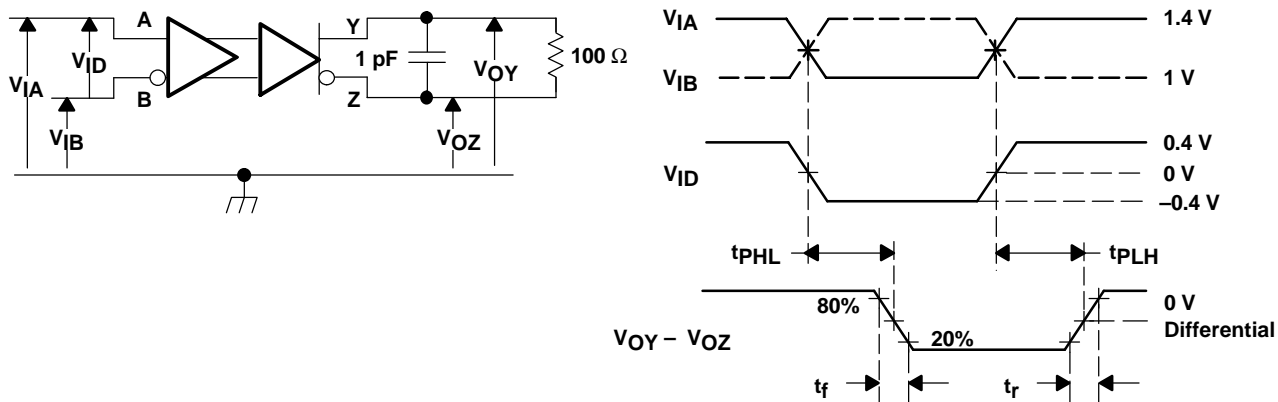 A
B
Y
Z
VID
VIA
VIB
1 pF
VOY
VOZ
100 Ω
VIA
1.4 V
VIB
1 V
VID
0.4 V
0 V
–0.4 V
tPHL
tPLH
80%
0 V
Differential
VOY – VOZ
20%
tf
tr